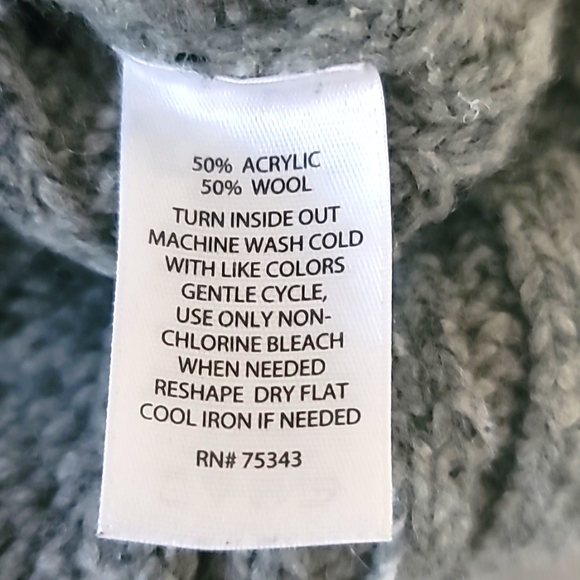 50% ACRYLIC
50% WOOL
TURN INSIDE OUT
MACHINE WASH COLD
WITH LIKE COLORS
GENTLE CYCLE,
USE ONLY NON-
CHLORINE BLEACH
WHEN NEEDED
RESHAPE DRY FLAT
COOL IRON IF NEEDED
RN# 75343